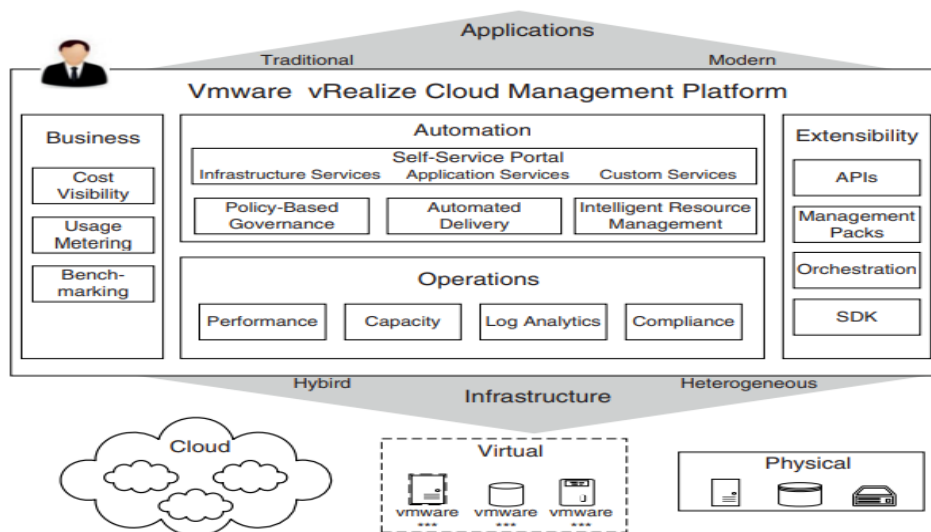 Applications
Traditional Modern
Vmware vRealize Cloud Management Platform
Business
Cost
Visibility
Usage
Metering
Bench-
marking
Automation
Self-Service Portal
Infrastructure Services Application Services Custom Services
Policy-Based
Governance
Automated
Delivery
Intelligent Resource
Management
Operations
Performance
Capacity
Log Analytics
Compliance
Extensibility
APIs
Management
Packs
Orchestration
SDK
Hybird Heterogeneous
Infrastructure
Cloud
Virtual
vmware vmware vmware
*** *** ***
Physical